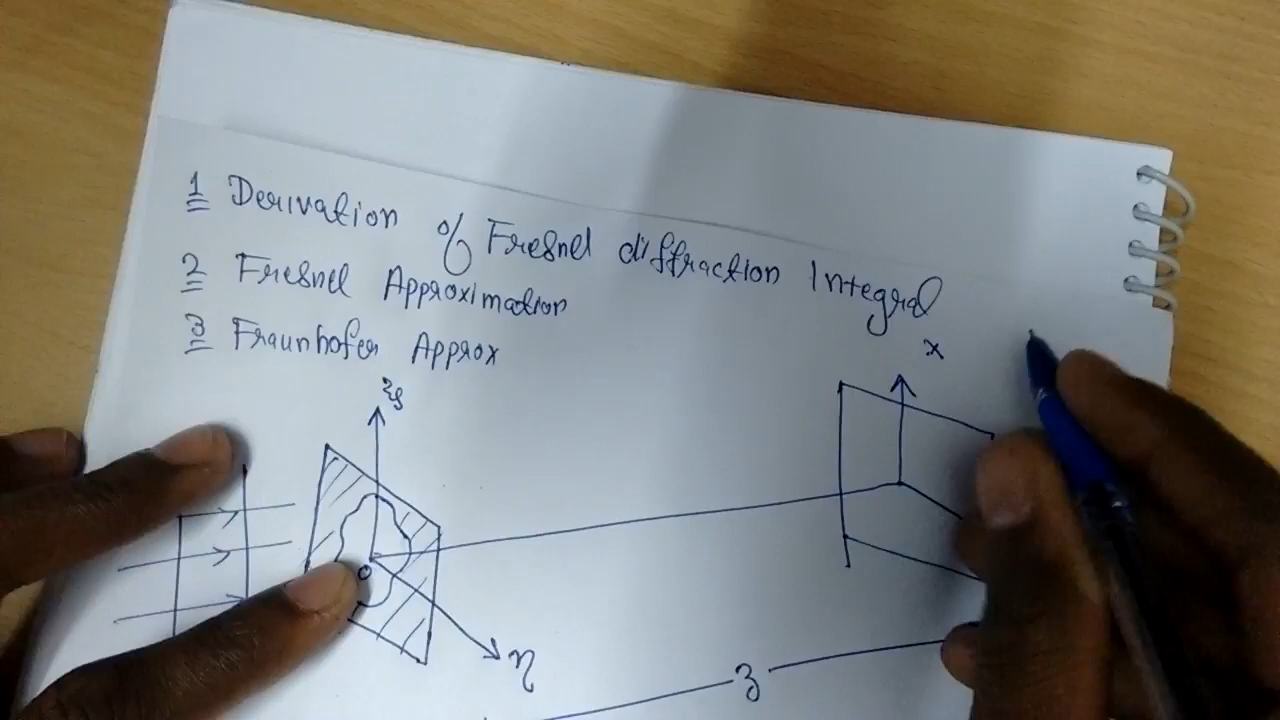 1 Derivation of Fresnel diffraction Integral
2 Fresnel Approximation
3 Fraunhofer Approx
x
O
η
z